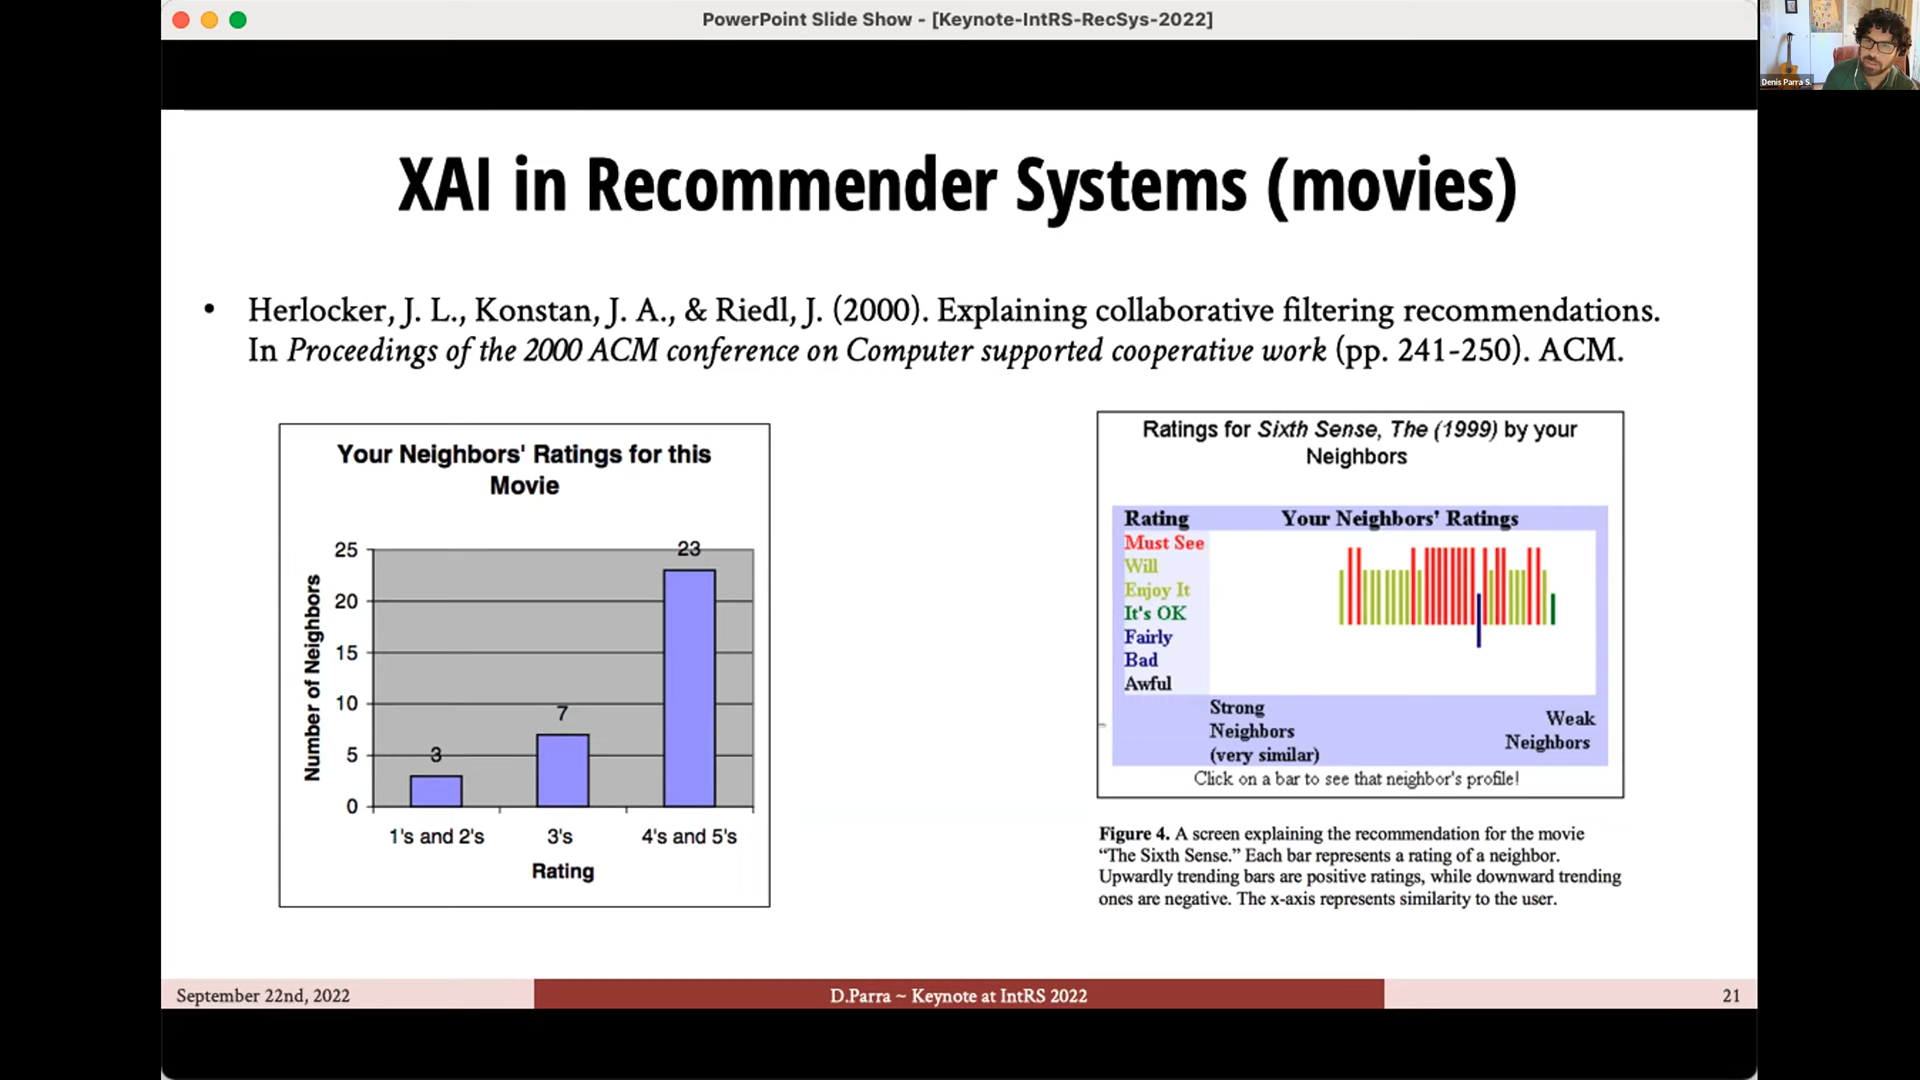 PowerPoint Slide Show - [Keynote-IntRS-RecSys-2022]
Denis Parra S.
XAI in Recommender Systems (movies)
• Herlocker, J. L., Konstan, J. A., & Riedl, J. (2000). Explaining collaborative filtering recommendations.
In Proceedings of the 2000 ACM conference on Computer supported cooperative work (pp. 241-250). ACM.
Your Neighbors' Ratings for this
Movie
Number of Neighbors
25
20
15
10
5
0
3
7
23
1's and 2's
3's
4's and 5's
Rating
Ratings for Sixth Sense, The (1999) by your
Neighbors
Rating
Your Neighbors' Ratings
Must See
Will
Enjoy It
It's OK
Fairly
Bad
Awful
Strong
Neighbors
(very similar)
Weak
Neighbors
Click on a bar to see that neighbor's profile!
Figure 4. A screen explaining the recommendation for the movie
“The Sixth Sense.” Each bar represents a rating of a neighbor.
Upwardly trending bars are positive ratings, while downward trending
ones are negative. The x-axis represents similarity to the user.
September 22nd, 2022
D.Parra ~ Keynote at IntRS 2022
21